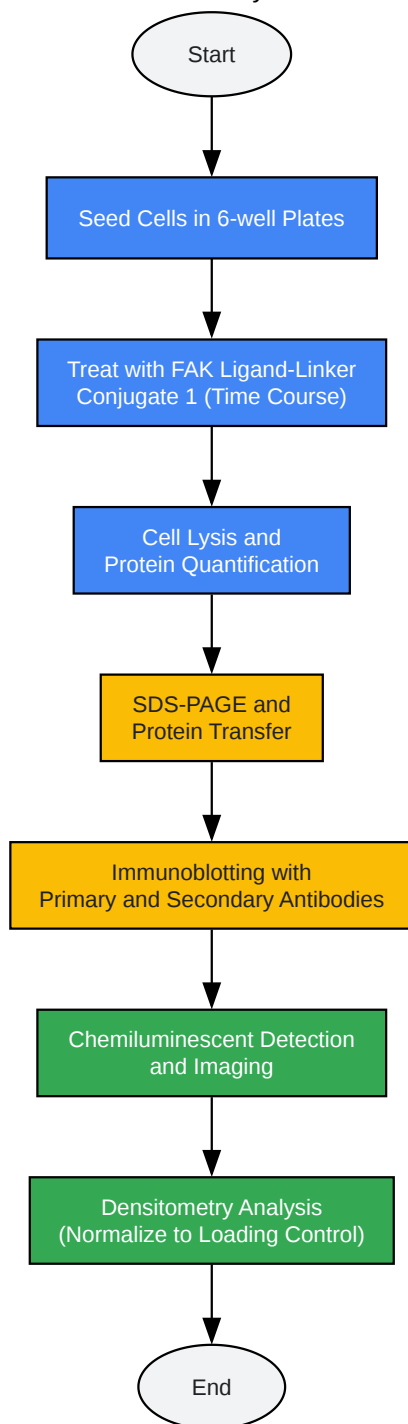 Start
Seed Cells in 6-well Plates
Treat with FAK Ligand-Linker
Conjugate 1 (Time Course)
Cell Lysis and
Protein Quantification
SDS-PAGE and
Protein Transfer
Immunoblotting with
Primary and Secondary Antibodies
Chemiluminescent Detection
and Imaging
Densitometry Analysis
(Normalize to Loading Control)
End